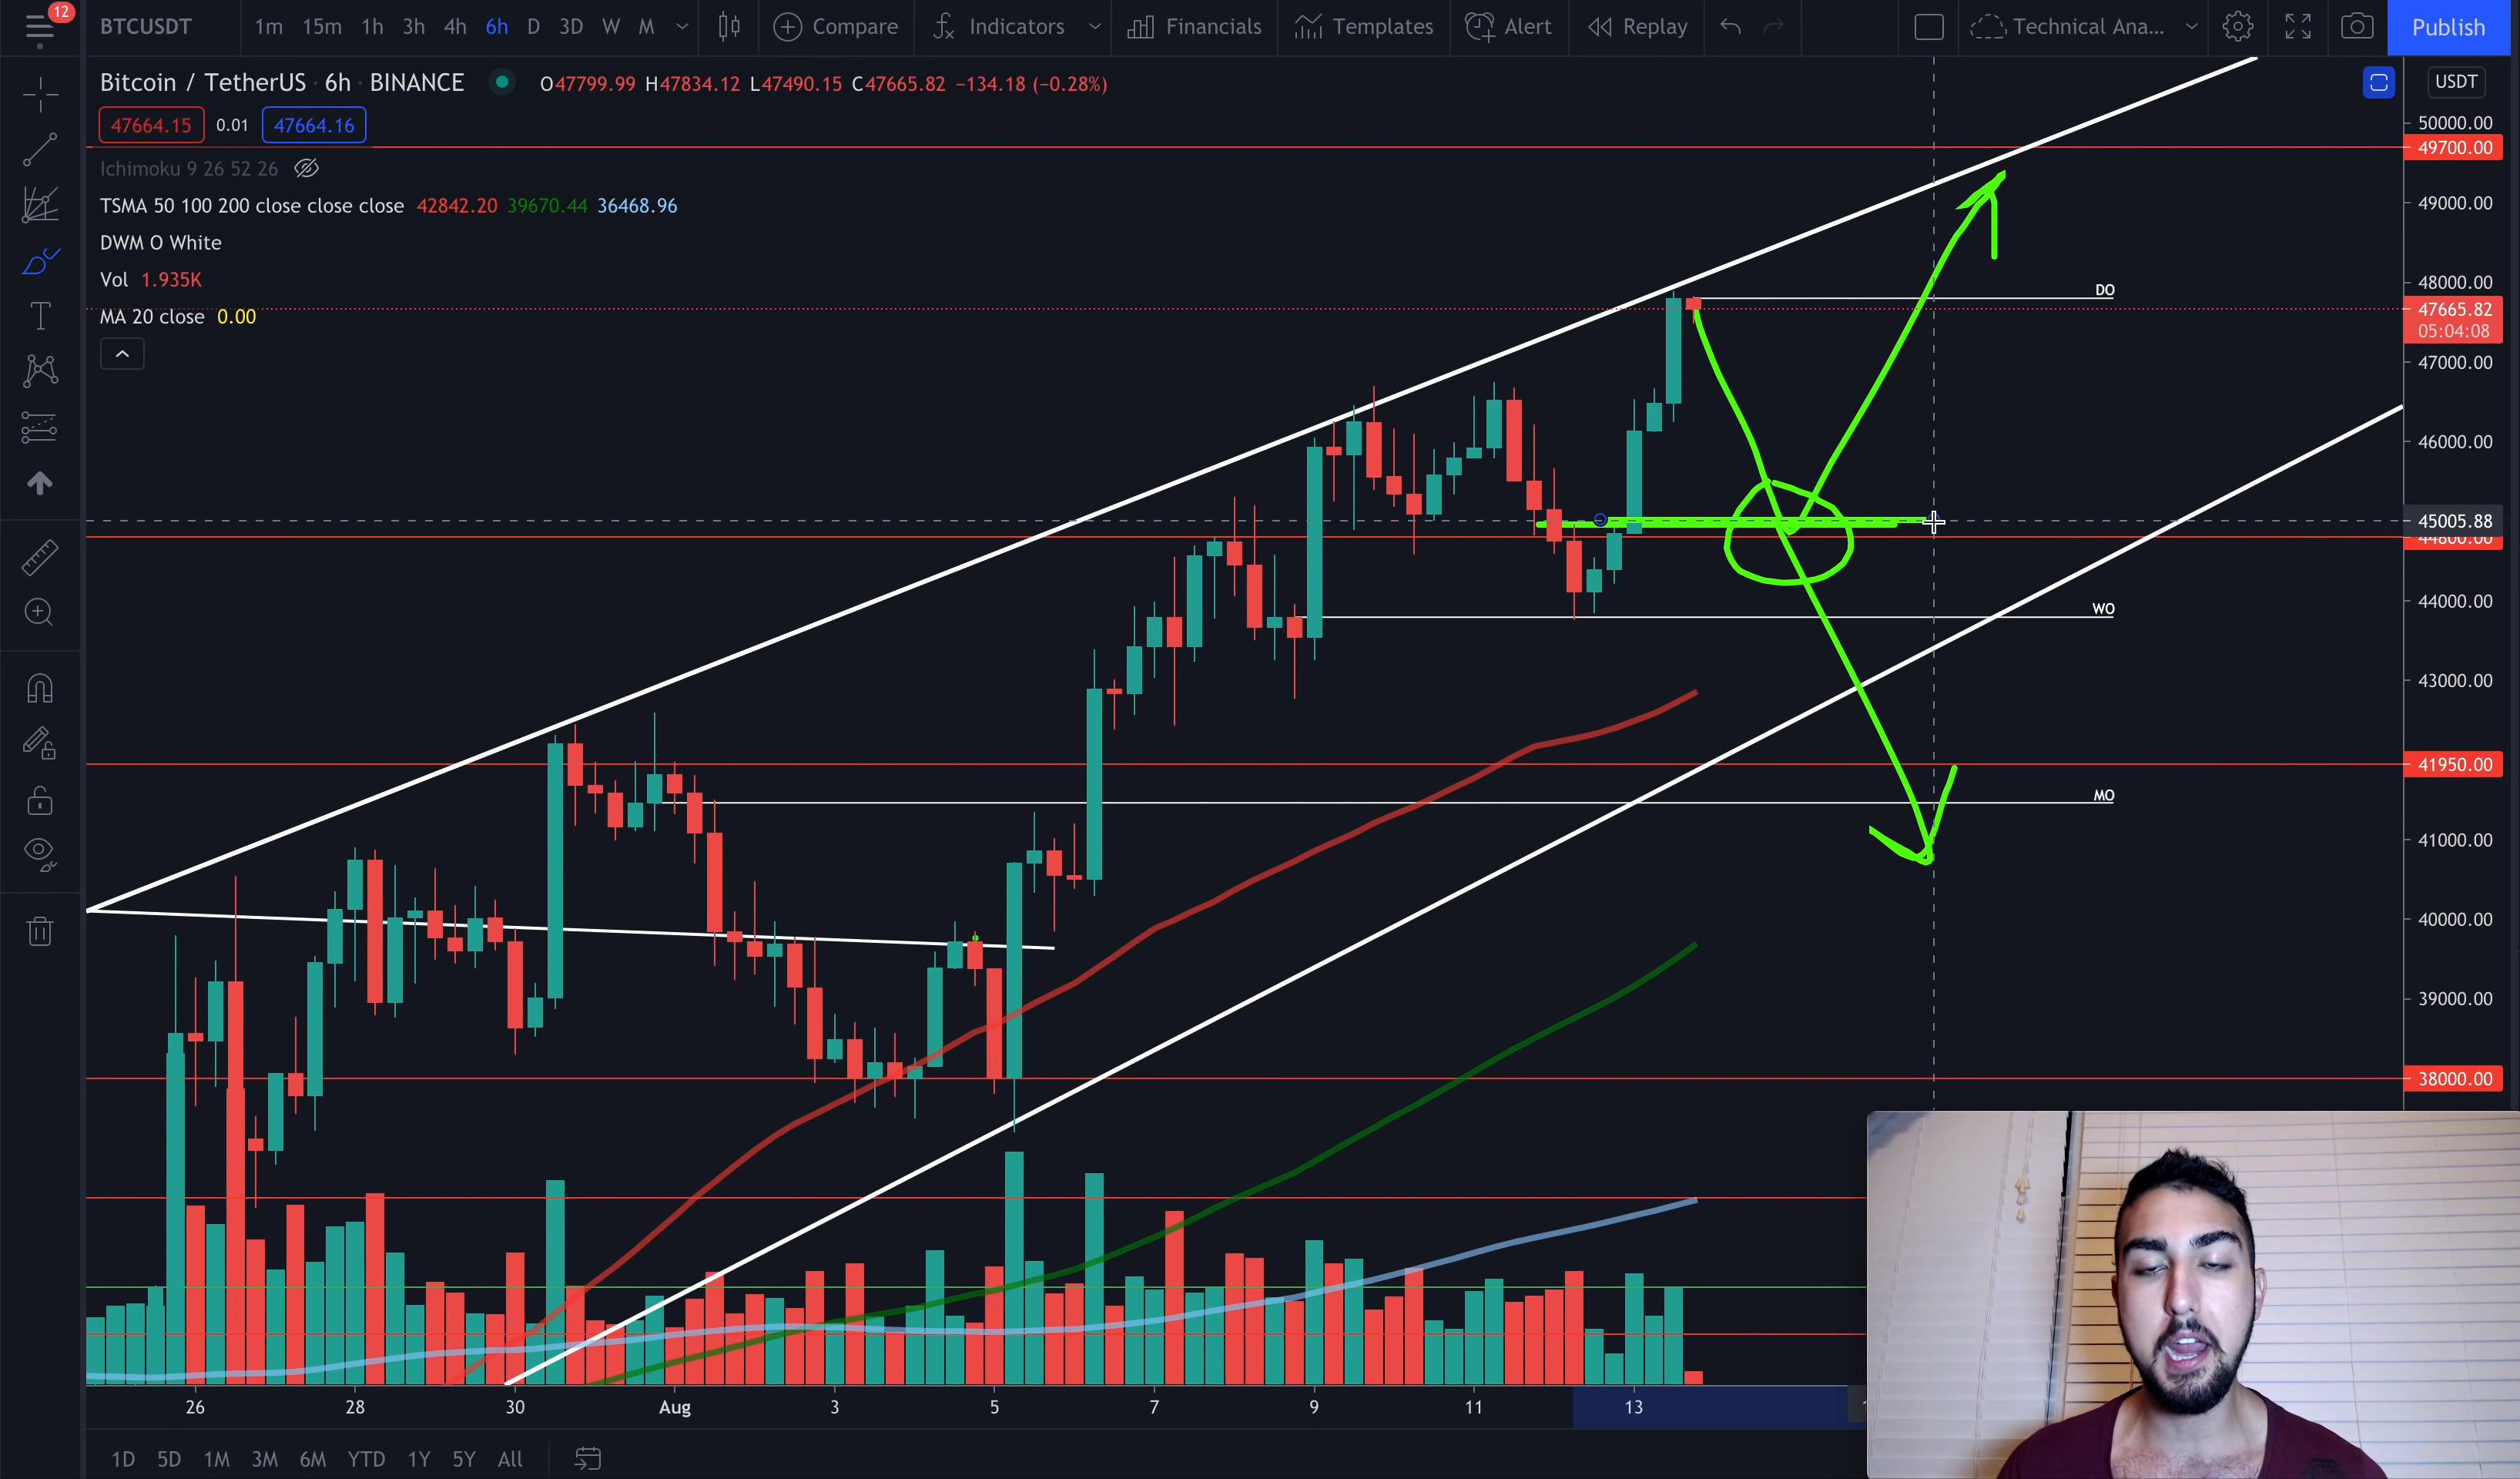 12
BTCUSDT 1m 15m 1h 3h 4h 6h D 3D W M Compare Indicators Financials Templates Alert Replay Technical Ana... Publish
Bitcoin / TetherUS · 6h · BINANCE O47799.99 H47834.12 L47490.15 C47665.82 −134.18 (−0.28%)
USDT
47664.15 0.01 47664.16
50000.00
49700.00
Ichimoku 9 26 52 26
TSMA 50 100 200 close close close 42842.20 39670.44 36468.96
49000.00
DWM O White
Vol 1.935K
48000.00
DO
MA 20 close 0.00
47665.82
05:04:08
47000.00
46000.00
45005.88
44800.00
44000.00
WO
43000.00
41950.00
MO
41000.00
40000.00
39000.00
38000.00
26 28 30 Aug 3 5 7 9 11 13
1D 5D 1M 3M 6M YTD 1Y 5Y All